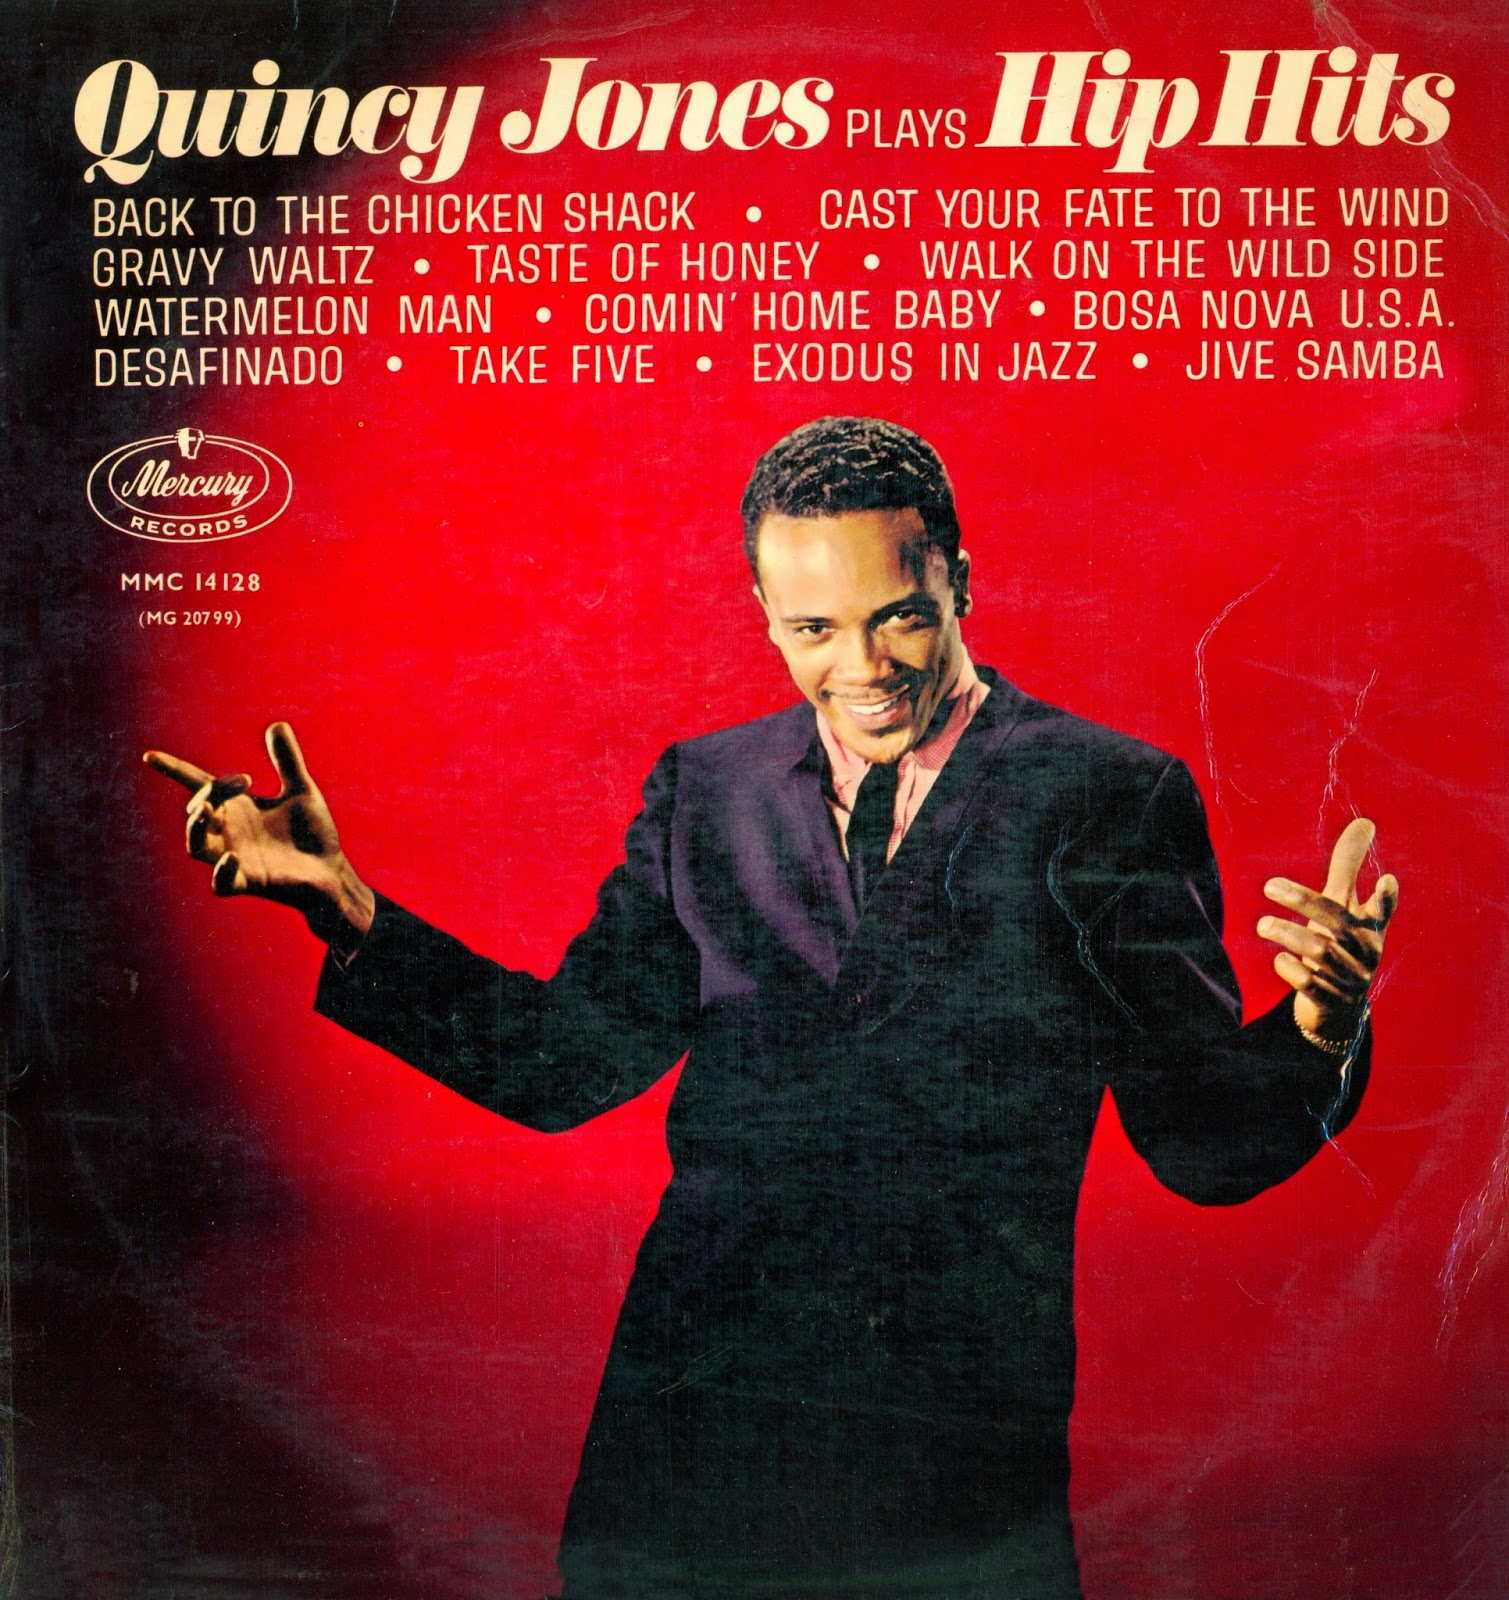 Quincy Jones PLAYS Hip Hits
BACK TO THE CHICKEN SHACK • CAST YOUR FATE TO THE WIND
GRAVY WALTZ • TASTE OF HONEY • WALK ON THE WILD SIDE
WATERMELON MAN • COMIN' HOME BABY • BOSA NOVA U.S.A.
DESAFINADO • TAKE FIVE • EXODUS IN JAZZ • JIVE SAMBA
Mercury
RECORDS
MMC 14128
(MG 20799)